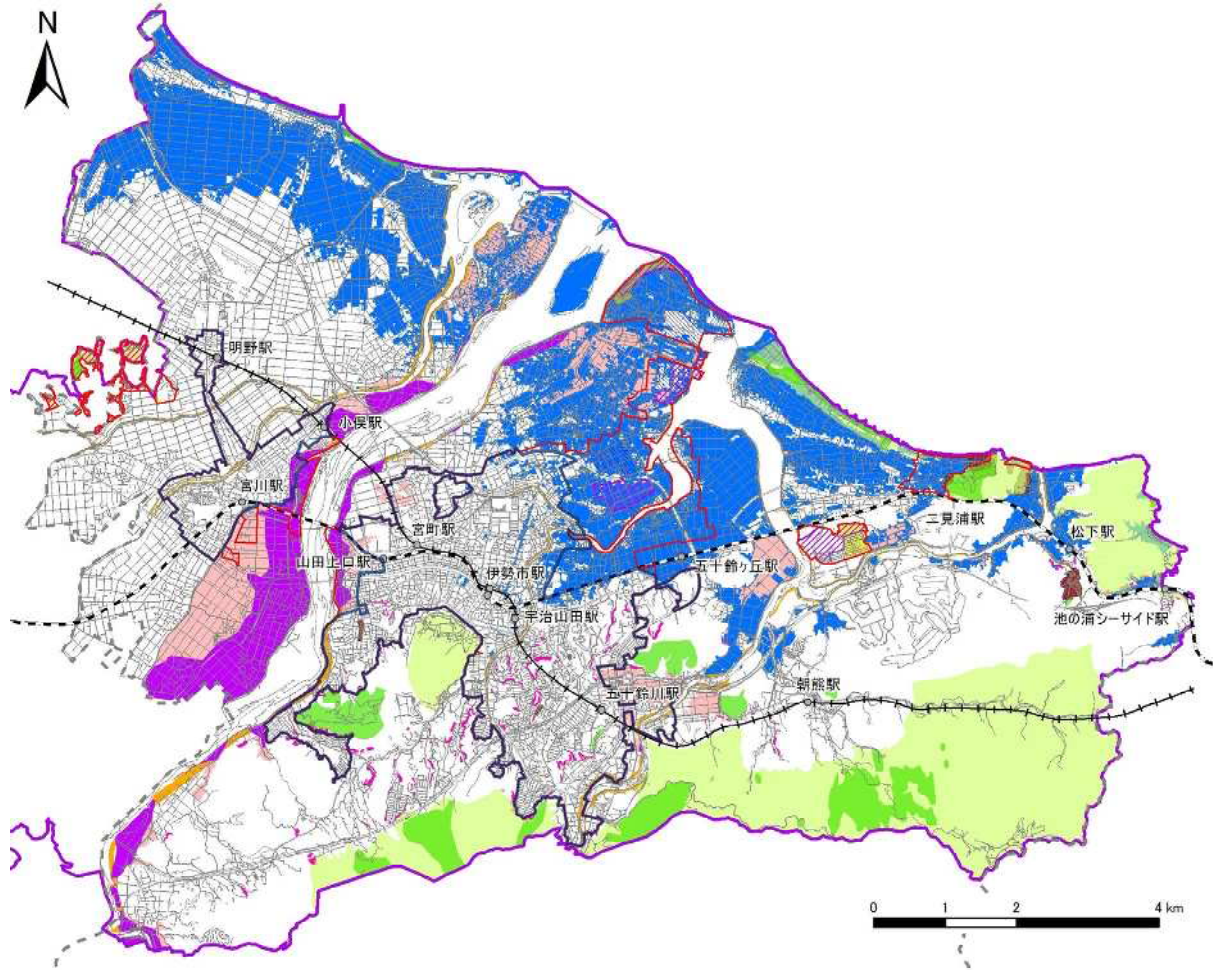 N
明野駅
小俣駅
宮川駅
宮町駅
山田上口駅
伊勢市駅
宇治山田駅
五十鈴ヶ丘駅
二見浦駅
松下駅
池の浦シーサイド駅
五十鈴川駅
朝熊駅
0 1 2 4 km